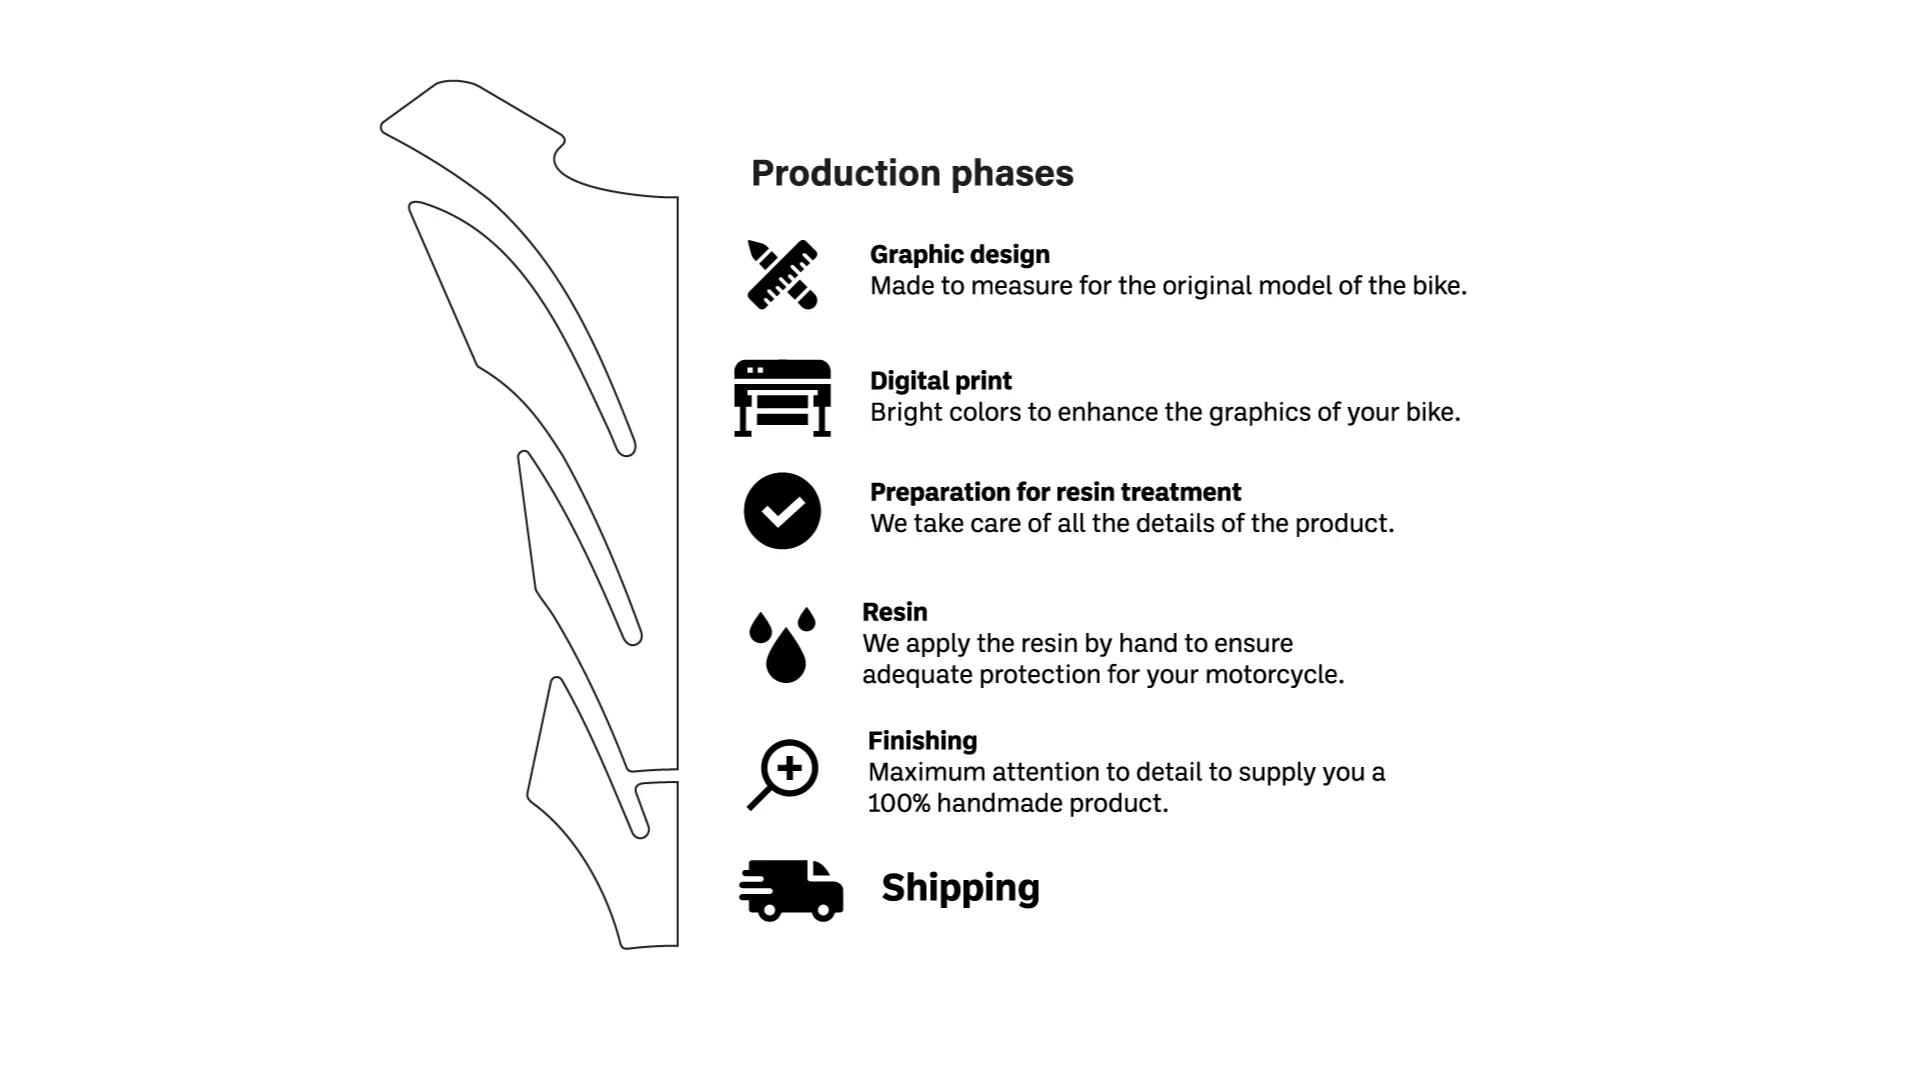 Production phases
Graphic design
Made to measure for the original model of the bike.
Digital print
Bright colors to enhance the graphics of your bike.
Preparation for resin treatment
We take care of all the details of the product.
Resin
We apply the resin by hand to ensure
adequate protection for your motorcycle.
Finishing
Maximum attention to detail to supply you a
100% handmade product.
Shipping